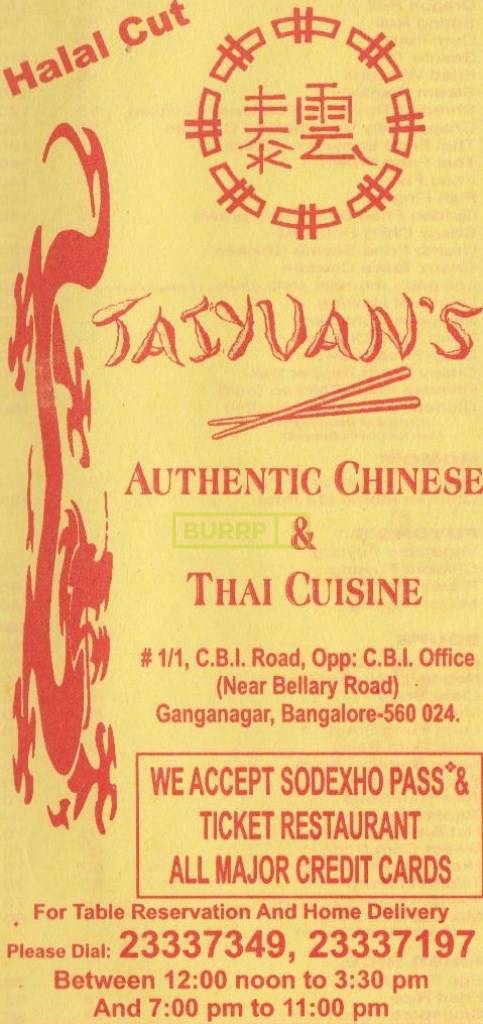 Halal Cut
泰雲
TAIYUAN'S
AUTHENTIC CHINESE
BURRP
&
THAI CUISINE
# 1/1, C.B.I. Road, Opp: C.B.I. Office
(Near Bellary Road)
Ganganagar, Bangalore-560 024.
WE ACCEPT SODEXHO PASS &
TICKET RESTAURANT
ALL MAJOR CREDIT CARDS
For Table Reservation And Home Delivery
Please Dial: 23337349, 23337197
Between 12:00 noon to 3:30 pm
And 7:00 pm to 11:00 pm